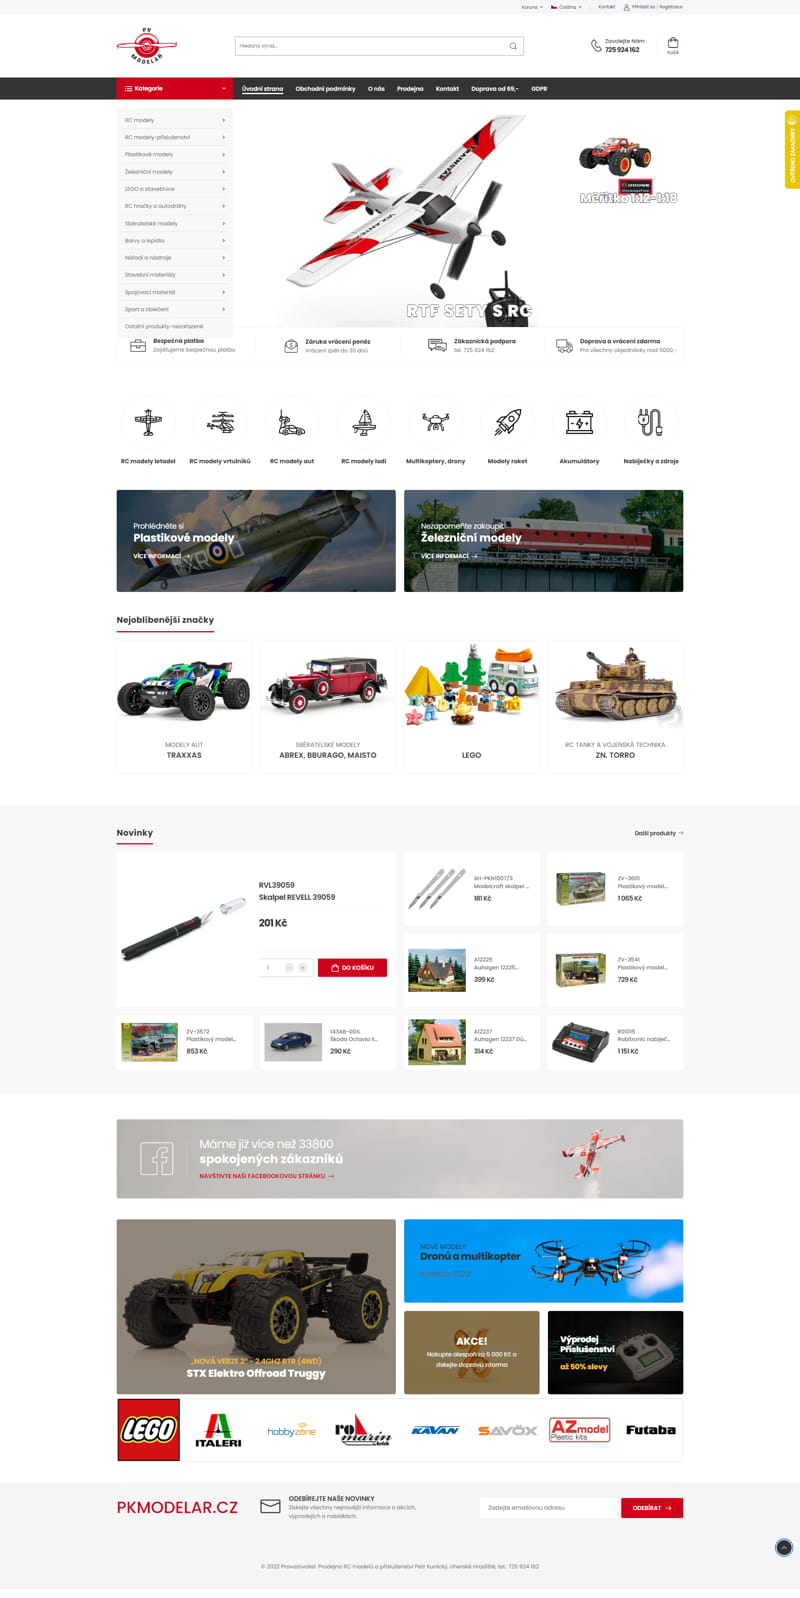 Koruna
Čeština
Kontakt
Přihlásit se / Registrace
PK
MODELAR
Hledaný výraz...
Zavolejte Nám :
725 924 162
Košík
Kategorie
Úvodní strana
Obchodní podmínky
O nás
Prodejna
Kontakt
Doprava od 69,-
GDPR
OVĚŘENO ZÁKAZNÍKY
RC modely
RC modely-příslušenství
Plastikové modely
Železniční modely
LEGO a stavebnice
RC hračky a autodráhy
Sběratelské modely
Barvy a lepidla
Nářadí a nástroje
Stavební materiály
Spojovací materiál
Sport a oblečení
Ostatní produkty-nezařazené
Měřítko 1:12-1:18
RTF SETY S RC
Bezpečná platba
Zajišťujeme bezpečnou platbu
Záruka vrácení peněz
Vrácení zpět do 30 dnů
Zákaznická podpora
tel. 725 924 162
Doprava a vrácení zdarma
Pro všechny objednávky nad 5000,-
RC modely letadel
RC modely vrtulníků
RC modely aut
RC modely lodí
Multikoptery, drony
Modely raket
Akumulátory
Nabíječky a zdroje
Prohlédněte si
Plastikové modely
VÍCE INFORMACÍ
Nezapomeňte zakoupit
Železniční modely
VÍCE INFORMACÍ
Nejoblíbenější značky
MODELY AUT
TRAXXAS
SBĚRATELSKÉ MODELY
ABREX, BBURAGO, MAISTO
LEGO
RC TANKY A VOJENSKÁ TECHNIKA
ZN. TORRO
Novinky
Další produkty
RVL39059
Skalpel REVELL 39059
201 Kč
1
DO KOŠÍKU
SH-PKN1007/3
Modelcraft skalpel ...
181 Kč
ZV-3601
Plastikový model...
1 065 Kč
A12225
Auhagen 12225...
399 Kč
ZV-3541
Plastikový model...
729 Kč
ZV-3572
Plastikový model...
853 Kč
143AB-001L
Škoda Octavia II...
290 Kč
A12237
Auhagen 12237 Dů...
314 Kč
R01015
Robitronic nabíječ...
1 151 Kč
Máme již více než 33800
spokojených zákazníků
NAVŠTIVTE NAŠI FACEBOOKOVOU STRÁNKU
„NOVÁ VERZE 2" - 2.4GHZ RTR (4WD)
STX Elektro Offroad Truggy
NOVÉ MODELY
Dronů a multikopter
AKCE!
Nakupte alespoň za 5 000 Kč a
získejte dopravu zdarma
Výprodej
Příslušenství
až 50% slevy
LEGO
ITALERI
hobbyzone
romarin
KAVAN
SAVÖX
AZmodel
Plastic kits
Futaba
PKMODELAR.CZ
ODEBÍREJTE NAŠE NOVINKY
Získejte všechny nejnovější informace o akcích,
výprodejích a nabídkách.
Zadejte emailovou adresu
ODEBÍRAT
© 2022 Provozovatel: Prodejna RC modelů a příslušenství Petr Kunický, Uherské Hradiště, tel.: 725 924 162